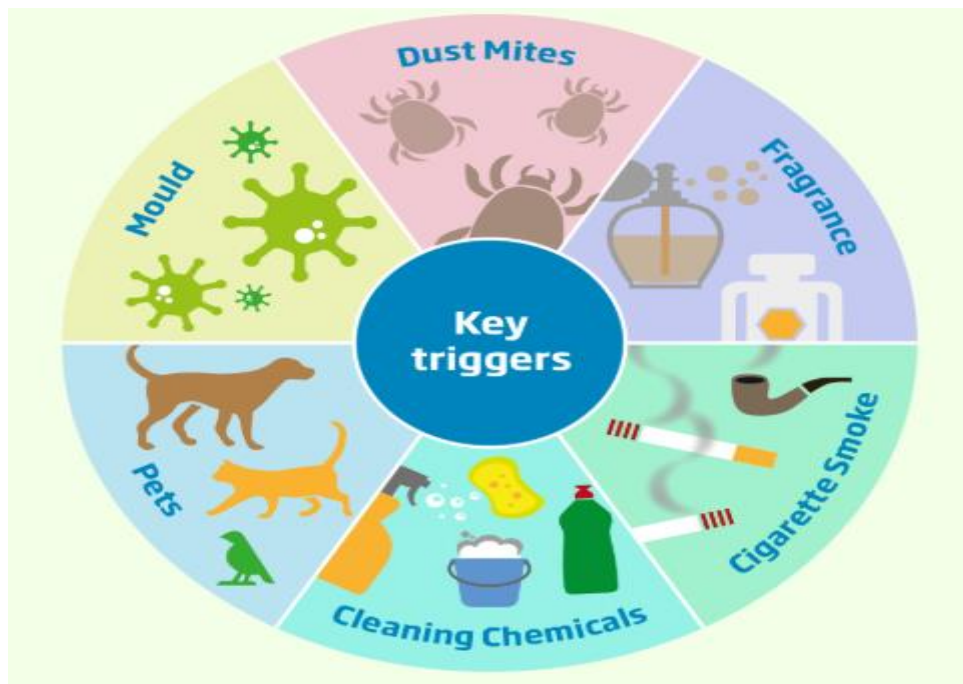 Dust Mites
Fragrance
Cigarette Smoke
Cleaning Chemicals
Pets
Mould
Key
triggers